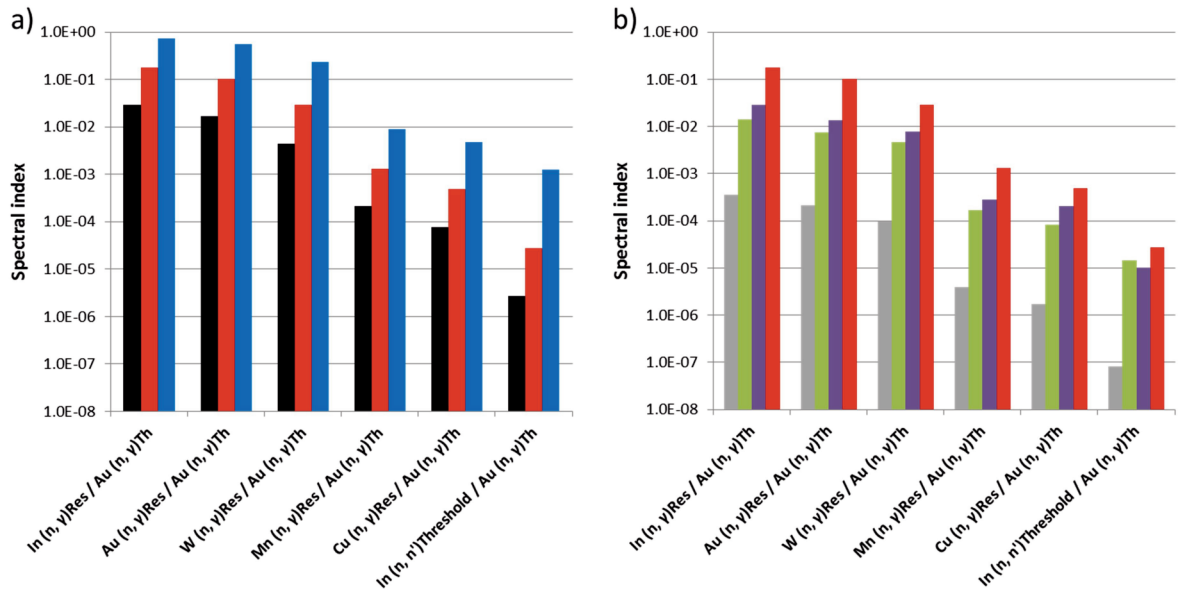 a)
Spectral index
1.0E+00
1.0E-01
1.0E-02
1.0E-03
1.0E-04
1.0E-05
1.0E-06
1.0E-07
1.0E-08
In (n, γ)Res / Au (n, γ)Th
Au (n, γ)Res / Au (n, γ)Th
W (n, γ)Res / Au (n, γ)Th
Mn (n, γ)Res / Au (n, γ)Th
Cu (n, γ)Res / Au (n, γ)Th
In (n, n')Threshold / Au (n, γ)Th
b)
Spectral index
1.0E+00
1.0E-01
1.0E-02
1.0E-03
1.0E-04
1.0E-05
1.0E-06
1.0E-07
1.0E-08
In (n, γ)Res / Au (n, γ)Th
Au (n, γ)Res / Au (n, γ)Th
W (n, γ)Res / Au (n, γ)Th
Mn (n, γ)Res / Au (n, γ)Th
Cu (n, γ)Res / Au (n, γ)Th
In (n, n')Threshold / Au (n, γ)Th